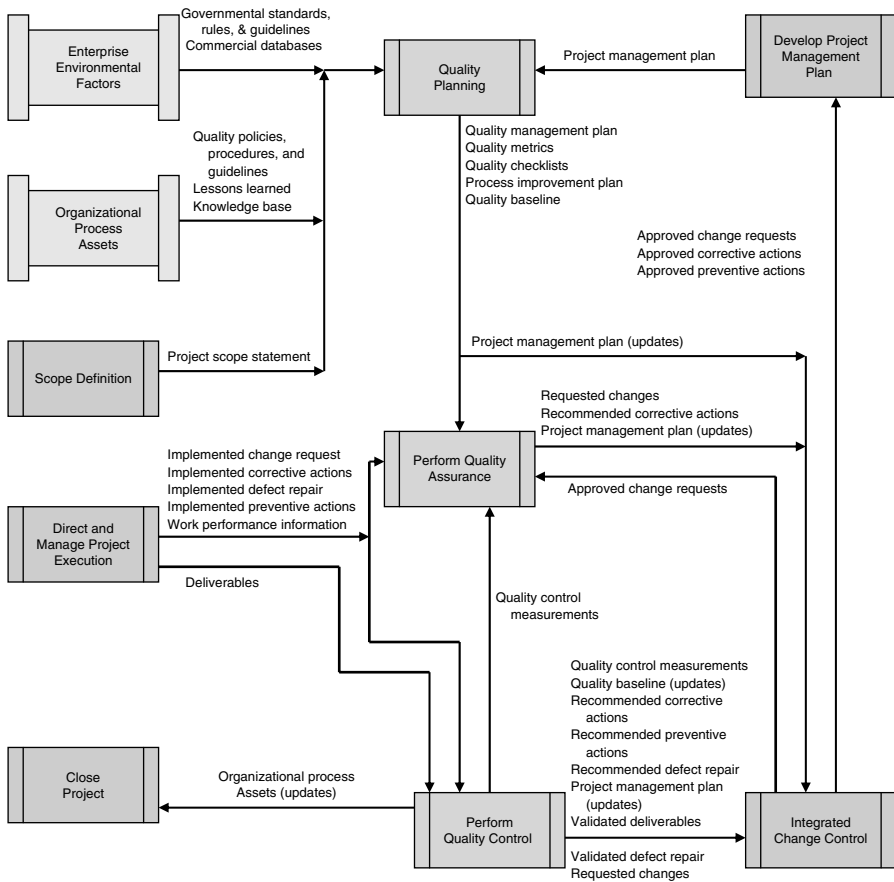 Governmental standards,
rules, & guidelines
Commercial databases
Enterprise
Environmental
Factors
Quality
Planning
Project management plan
Develop Project
Management
Plan
Quality policies,
procedures, and
guidelines
Lessons learned
Knowledge base
Organizational
Process
Assets
Quality management plan
Quality metrics
Quality checklists
Process improvement plan
Quality baseline
Approved change requests
Approved corrective actions
Approved preventive actions
Scope Definition
Project scope statement
Project management plan (updates)
Requested changes
Recommended corrective actions
Project management plan (updates)
Perform Quality
Assurance
Approved change requests
Implemented change request
Implemented corrective actions
Implemented defect repair
Implemented preventive actions
Work performance information
Direct and
Manage Project
Execution
Deliverables
Quality control
measurements
Quality control measurements
Quality baseline (updates)
Recommended corrective
actions
Recommended preventive
actions
Recommended defect repair
Project management plan
(updates)
Validated deliverables
Close
Project
Organizational process
Assets (updates)
Perform
Quality Control
Validated defect repair
Requested changes
Integrated
Change Control